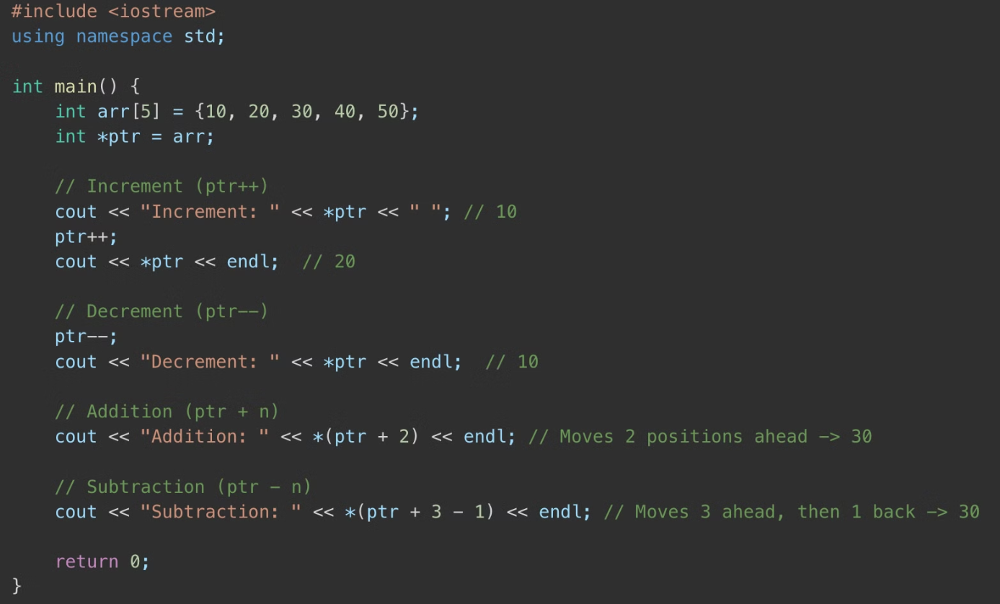 #include <iostream>
using namespace std;
int main() {
    int arr[5] = {10, 20, 30, 40, 50};
    int *ptr = arr;
    // Increment (ptr++)
    cout << "Increment: " << *ptr << " "; // 10
    ptr++;
    cout << *ptr << endl;  // 20
    // Decrement (ptr--)
    ptr--;
    cout << "Decrement: " << *ptr << endl;  // 10
    // Addition (ptr + n)
    cout << "Addition: " << *(ptr + 2) << endl; // Moves 2 positions ahead -> 30
    // Subtraction (ptr - n)
    cout << "Subtraction: " << *(ptr + 3 - 1) << endl; // Moves 3 ahead, then 1 back -> 30
    return 0;
}